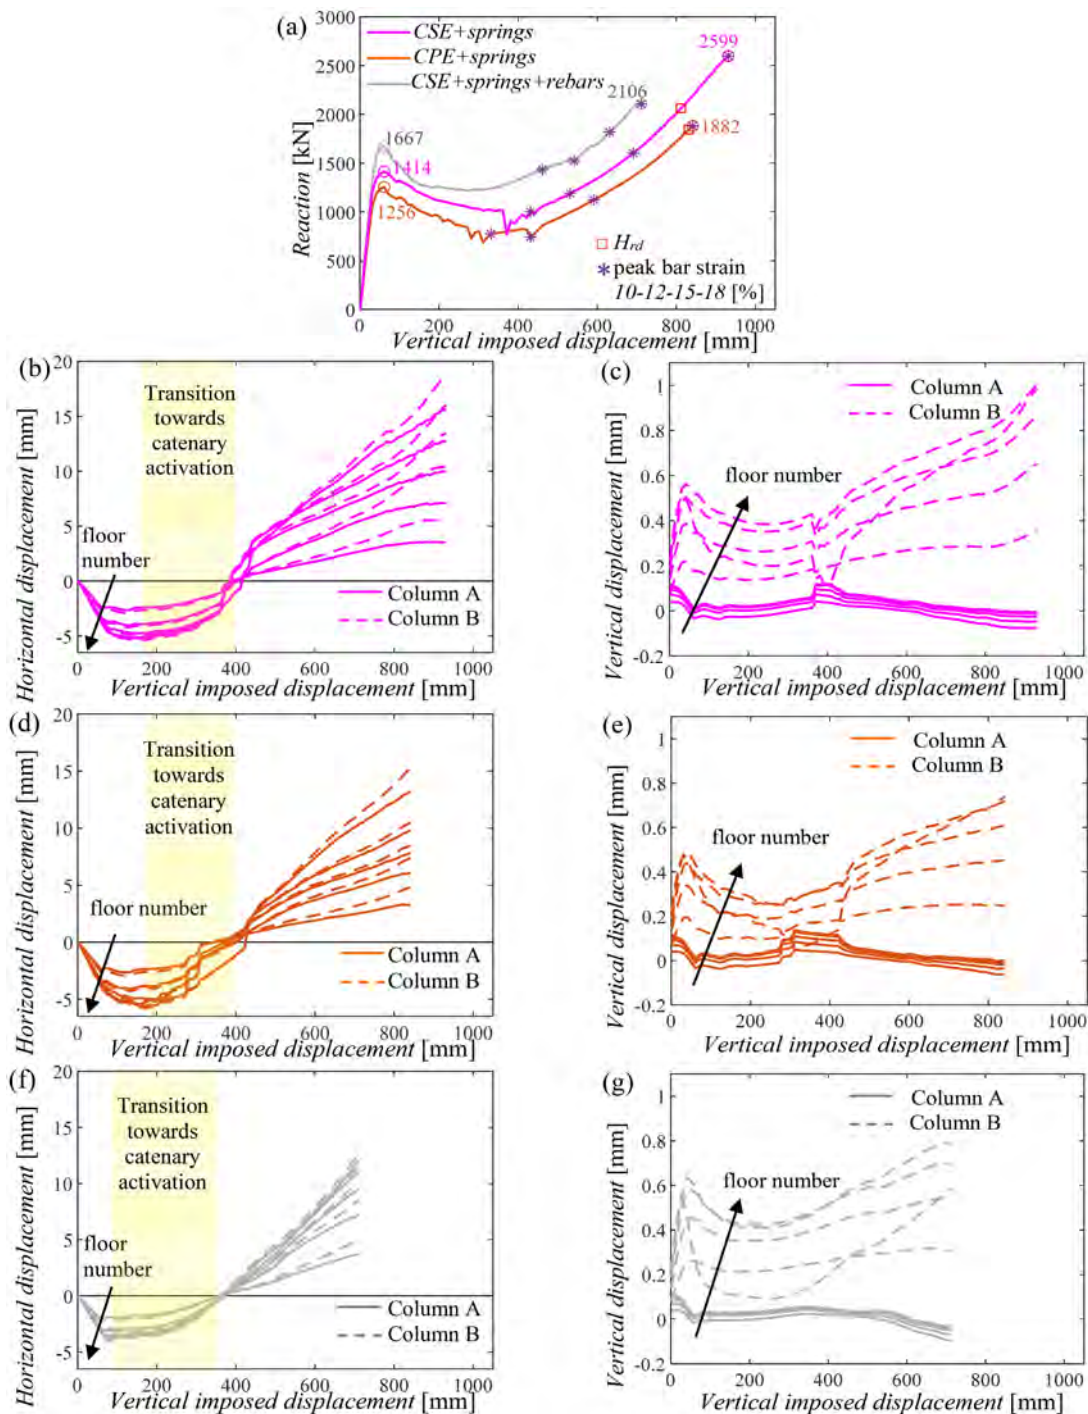 (a)
3000
2500
2000
1500
1000
500
0
Reaction [kN]
CSE+springs
CPE+springs
CSE+springs+rebars
2599
2106
1882
1667
1414
1256
H_rd
peak bar strain
10-12-15-18 [%]
0 200 400 600 800 1000
Vertical imposed displacement [mm]
(b)
20
15
10
5
0
-5
Horizontal displacement [mm]
Transition
towards
catenary
activation
floor
number
Column A
Column B
0 200 400 600 800 1000
Vertical imposed displacement [mm]
(c)
1
0.8
0.6
0.4
0.2
0
-0.2
Vertical displacement [mm]
Column A
Column B
floor number
0 200 400 600 800 1000
Vertical imposed displacement [mm]
(d)
20
15
10
5
0
-5
Horizontal displacement [mm]
Transition
towards
catenary
activation
floor number
Column A
Column B
0 200 400 600 800 1000
Vertical imposed displacement [mm]
(e)
1
0.8
0.6
0.4
0.2
0
-0.2
Vertical displacement [mm]
Column A
Column B
floor number
0 200 400 600 800 1000
Vertical imposed displacement [mm]
(f)
20
15
10
5
0
-5
Horizontal displacement [mm]
Transition
towards
catenary
activation
floor
number
Column A
Column B
0 200 400 600 800 1000
Vertical imposed displacement [mm]
(g)
1
0.8
0.6
0.4
0.2
0
-0.2
Vertical displacement [mm]
Column A
Column B
floor number
0 200 400 600 800 1000
Vertical imposed displacement [mm]